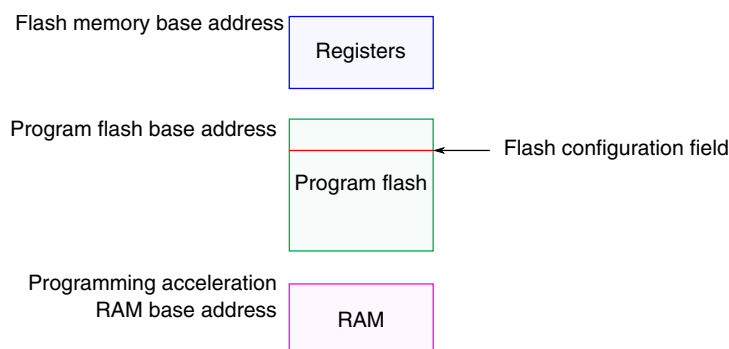 Flash memory base address
Registers
Program flash base address
Flash configuration field
Program flash
Programming acceleration
RAM base address
RAM